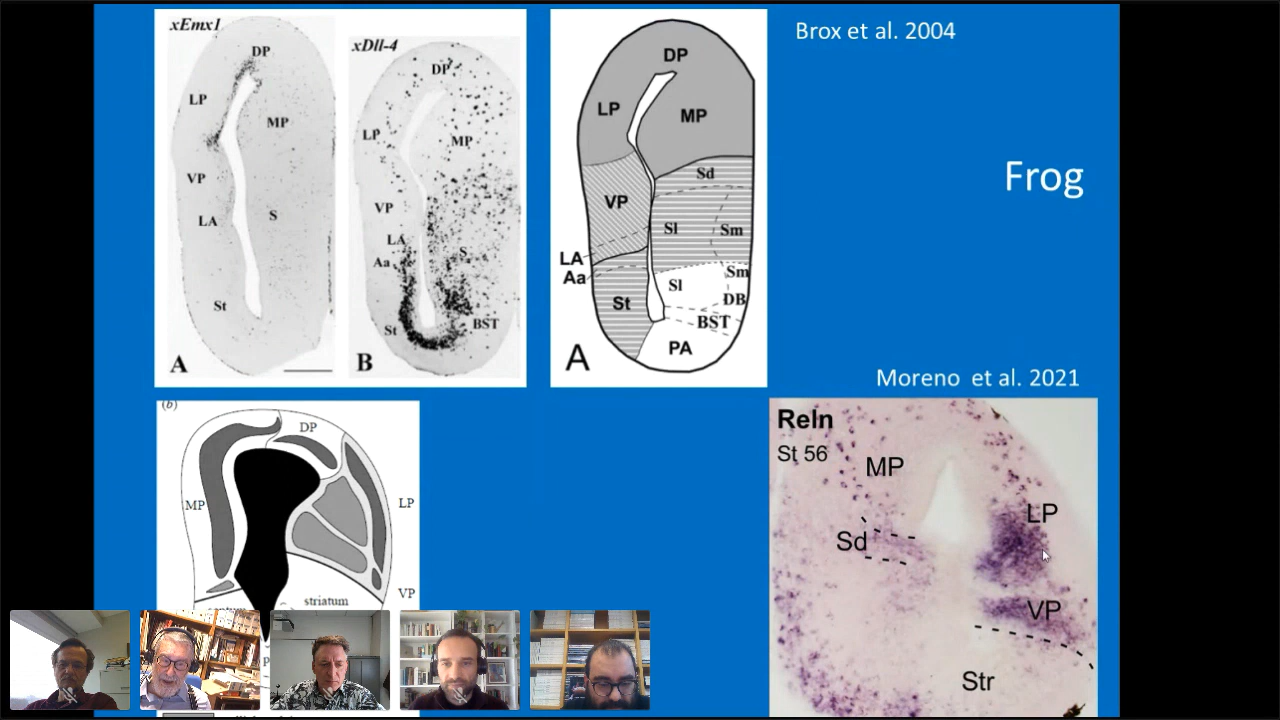 xEmx1
DP
LP
MP
VP
LA
S
St
A
xDll-4
DP
LP
MP
VP
LA
Aa
S
St
BST
B
DP
LP
MP
Sd
VP
Sl
Sm
LA
Aa
Sm
Sl
St
DB
BST
PA
A
Brox et al. 2004
Frog
Moreno et al. 2021
(b)
DP
MP
LP
VP
striatum
Reln
St 56
MP
LP
Sd
VP
Str